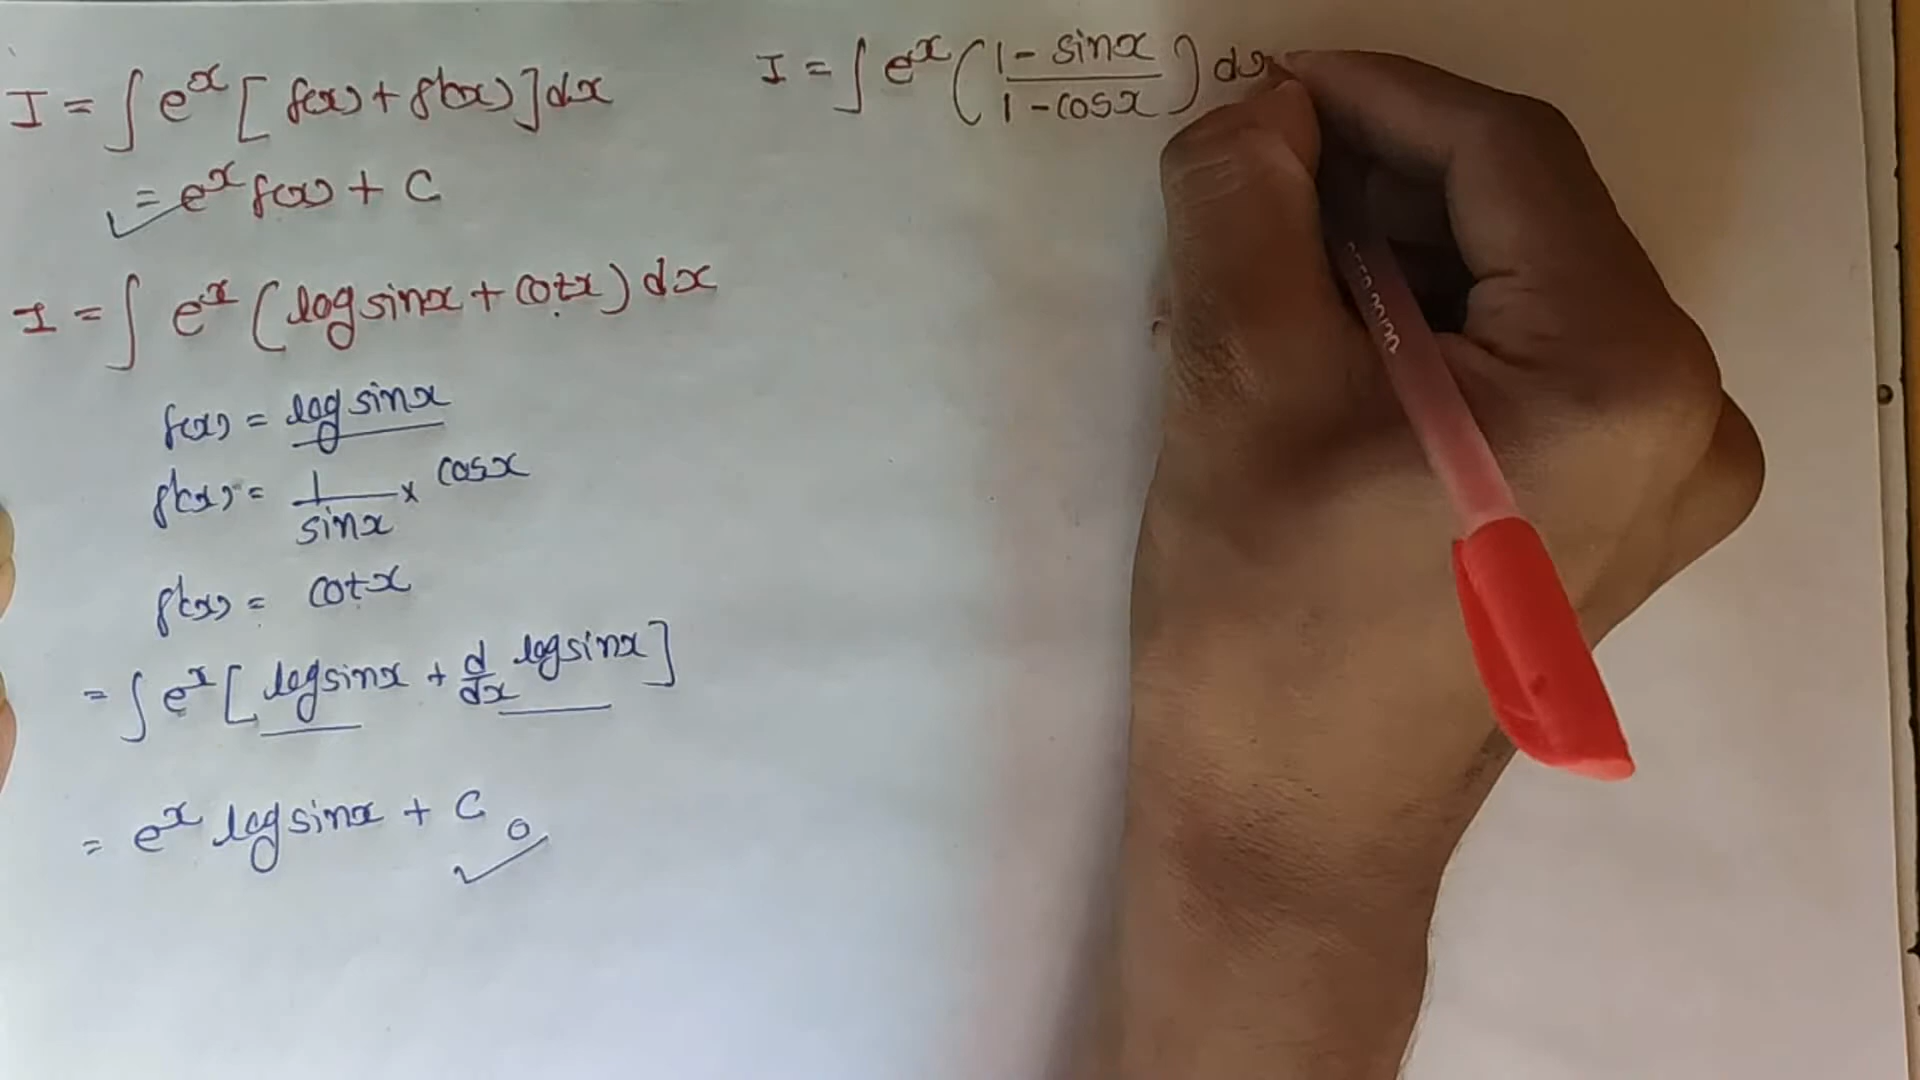 I = ∫ e^x [ f(x) + f'(x) ] dx
= e^x f(x) + C
I = ∫ e^x ( log sinx + cotx ) dx
f(x) = log sinx
f'(x) = 1/sinx × cosx
f'(x) = cotx
= ∫ e^x [ log sinx + d/dx log sinx ]
= e^x log sinx + C
I = ∫ e^x ( (1 - sinx)/(1 - cosx) ) dx